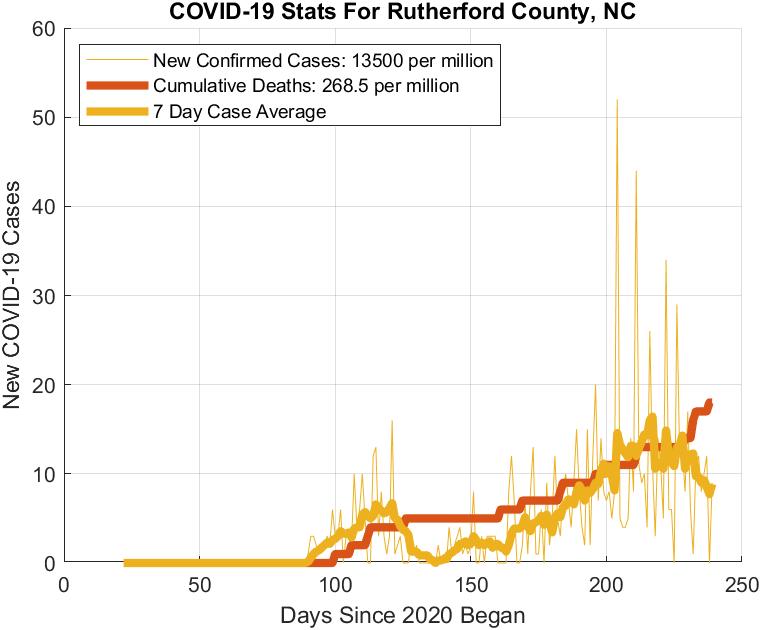 COVID-19 Stats For Rutherford County, NC
New Confirmed Cases: 13500 per million
Cumulative Deaths: 268.5 per million
7 Day Case Average
New COVID-19 Cases
60
50
40
30
20
10
0
0 50 100 150 200 250
Days Since 2020 Began